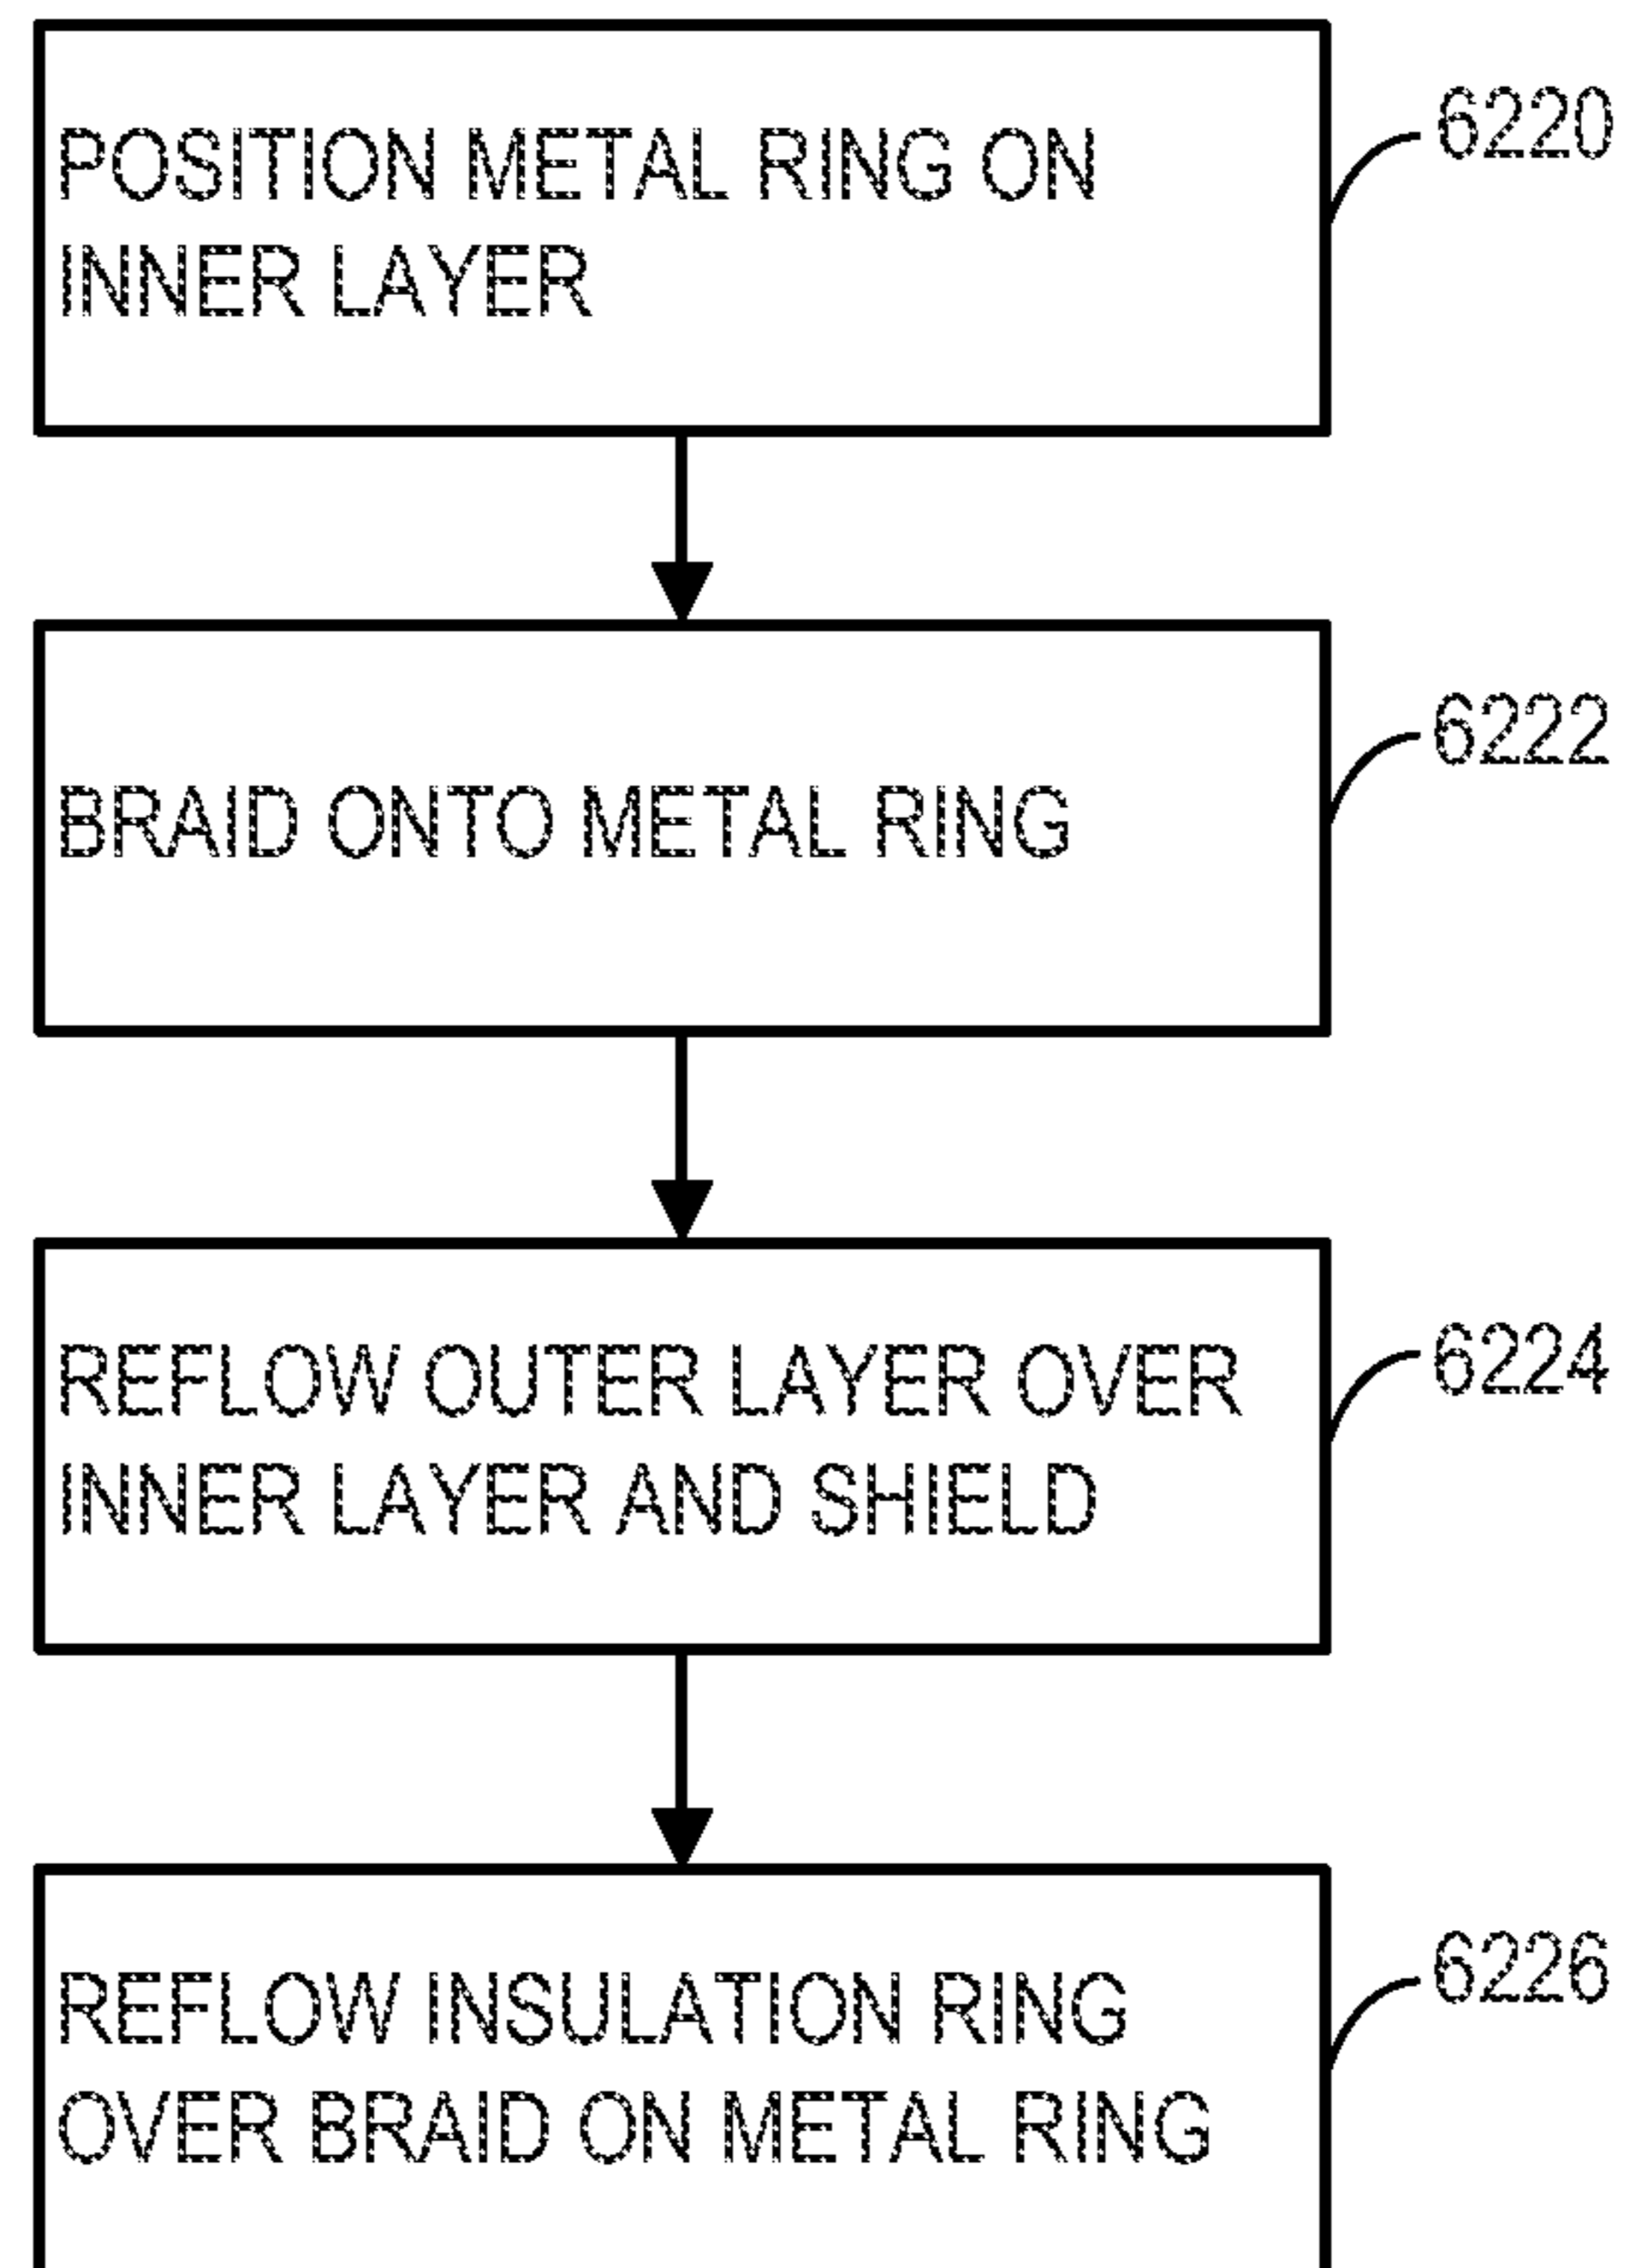 POSITION METAL RING ON
INNER LAYER
6220
BRAID ONTO METAL RING
6222
REFLOW OUTER LAYER OVER
INNER LAYER AND SHIELD
6224
REFLOW INSULATION RING
OVER BRAID ON METAL RING
6226